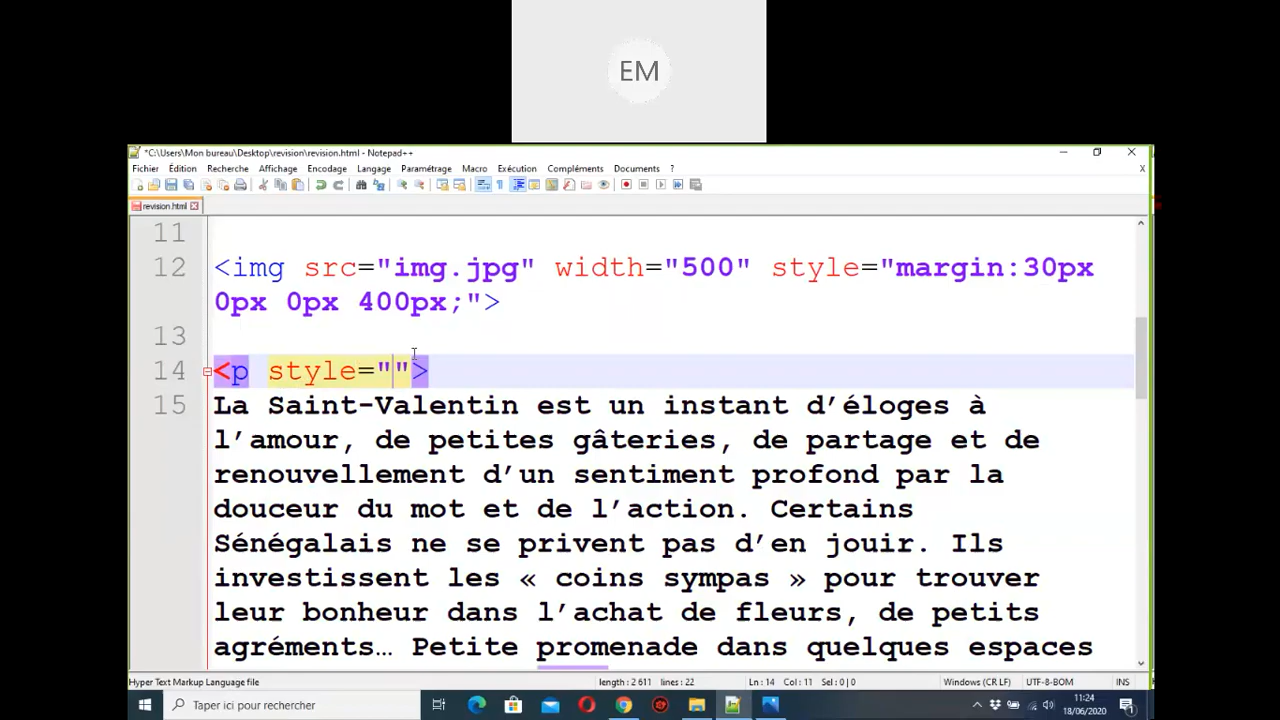 EM
*C:\Users\Mon bureau\Desktop\revision\revision.html - Notepad++
Fichier Édition Recherche Affichage Encodage Langage Paramétrage Macro Exécution Compléments Documents ? X
revision.html
11
12 <img src="img.jpg" width="500" style="margin:30px
0px 0px 400px;">
13
14 <p style="">
15 La Saint-Valentin est un instant d’éloges à
l’amour, de petites gâteries, de partage et de
renouvellement d’un sentiment profond par la
douceur du mot et de l’action. Certains
Sénégalais ne se privent pas d’en jouir. Ils
investissent les « coins sympas » pour trouver
leur bonheur dans l’achat de fleurs, de petits
agréments… Petite promenade dans quelques espaces
Hyper Text Markup Language file length : 2 611 lines : 22 Ln : 14 Col : 11 Sel : 0 | 0 Windows (CR LF) UTF-8-BOM INS
Taper ici pour rechercher
11:24
18/06/2020